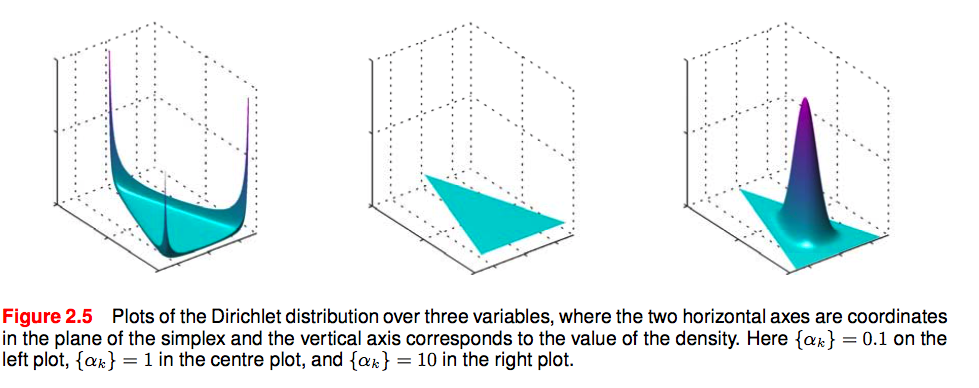 Figure 2.5 Plots of the Dirichlet distribution over three variables, where the two horizontal axes are coordinates
in the plane of the simplex and the vertical axis corresponds to the value of the density. Here {αk} = 0.1 on the
left plot, {αk} = 1 in the centre plot, and {αk} = 10 in the right plot.